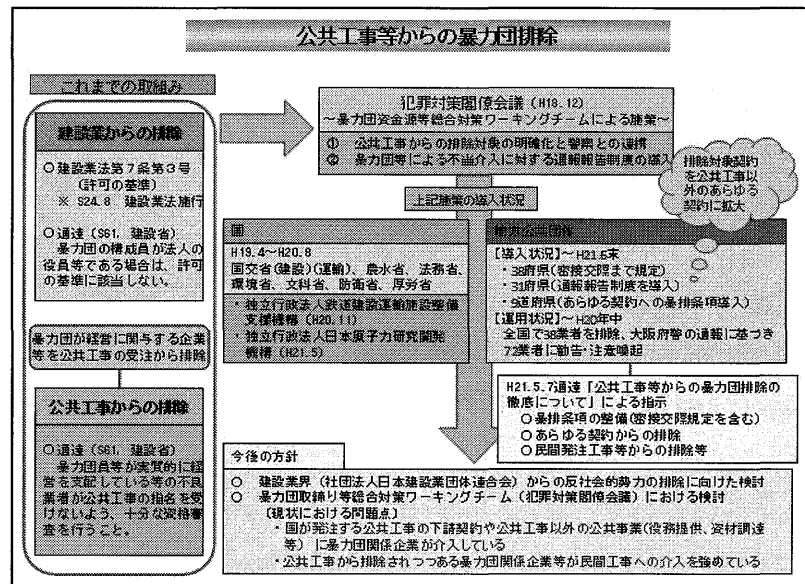 公共工事等からの暴力団排除
これまでの取組み
建設業からの排除
○建設業法第7条第3号
(許可の基準)
※ S24.8 建設業法施行
○通達(S61、建設省)
暴力団の構成員が法人の
役員等である場合は、許可
の基準に該当しない。
暴力団が経営に関与する企業
等を公共工事の受注から排除
公共工事からの排除
○通達(S61、建設省)
暴力団員等が実質的に経
営を支配している等の不良
業者が公共工事の指名を受
けないよう、十分な資格審
査を行うこと。
犯罪対策閣僚会議(H18.12)
~暴力団資金源等総合対策ワーキングチームによる施策~
① 公共工事からの排除対象の明確化と警察との連携
② 暴力団等による不当介入に対する通報報告制度の導入
排除対象契約
を公共工事以
外のあらゆる
契約に拡大
上記施策の導入状況
国
H19.4~H20.8
国交省(建設)(運輸)、農水省、法務省、
環境省、文科省、防衛省、厚労省
・独立行政法人鉄道建設運輸施設整備
支援機構(H20.11)
・独立行政法人日本原子力研究開発
機構(H21.5)
地方公共団体
【導入状況】~H21.6末
・38府県(密接交際まで規定)
・31府県(通報報告制度を導入)
・9道府県(あらゆる契約への暴排条項導入)
【運用状況】~H20年中
全国で38業者を排除、大阪府警の通報に基づき
72業者に勧告・注意喚起
H21.5.7通達「公共工事等からの暴力団排除の
徹底について」による指示
○暴排条項の整備(密接交際規定を含む)
○あらゆる契約からの排除
○民間発注工事等からの排除等
今後の方針
○ 建設業界(社団法人日本建設業団体連合会)からの反社会的勢力の排除に向けた検討
○ 暴力団取締り等総合対策ワーキングチーム(犯罪対策閣僚会議)における検討
〔現状における問題点〕
・国が発注する公共工事の下請契約や公共工事以外の公共事業(役務提供、資材調達
等)に暴力団関係企業が介入している
・公共工事から排除されつつある暴力団関係企業等が民間工事への介入を強めている